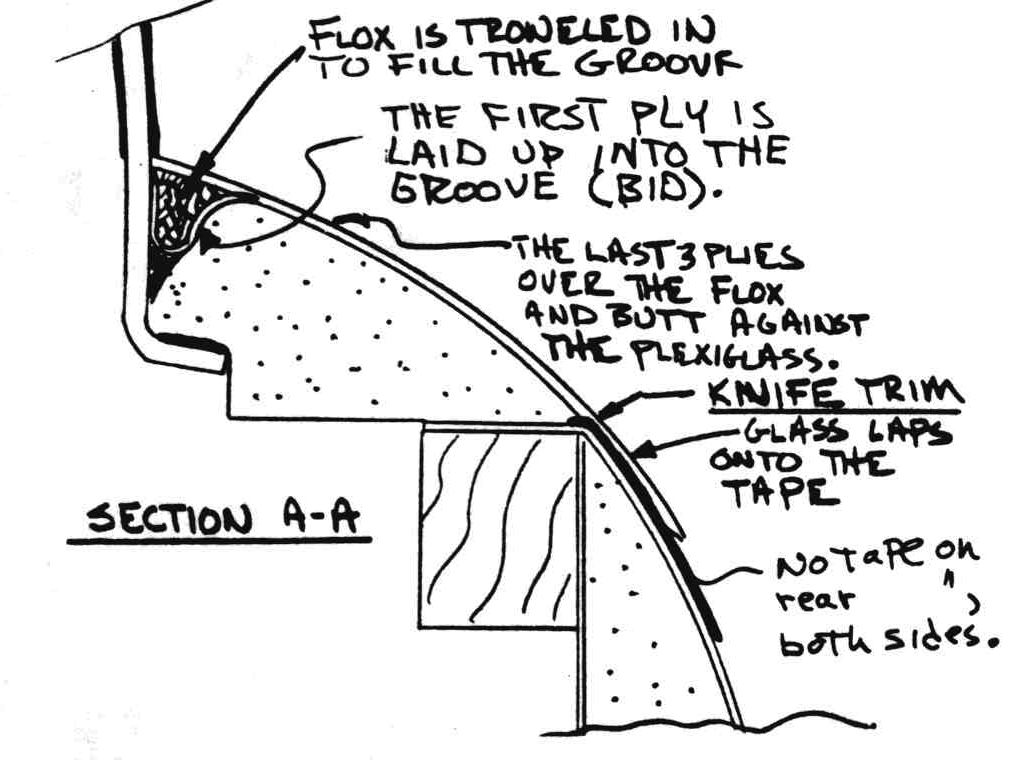 FLOX IS TROWELED IN
TO FILL THE GROOVE
THE FIRST PLY IS
LAID UP INTO THE
GROOVE (BID).
THE LAST 3 PLIES
OVER THE FLOX
AND BUTT AGAINST
THE PLEXIGLASS.
KNIFE TRIM
GLASS LAPS
ONTO THE
TAPE
SECTION A-A
No TaPE on
rear " ,
both sides.